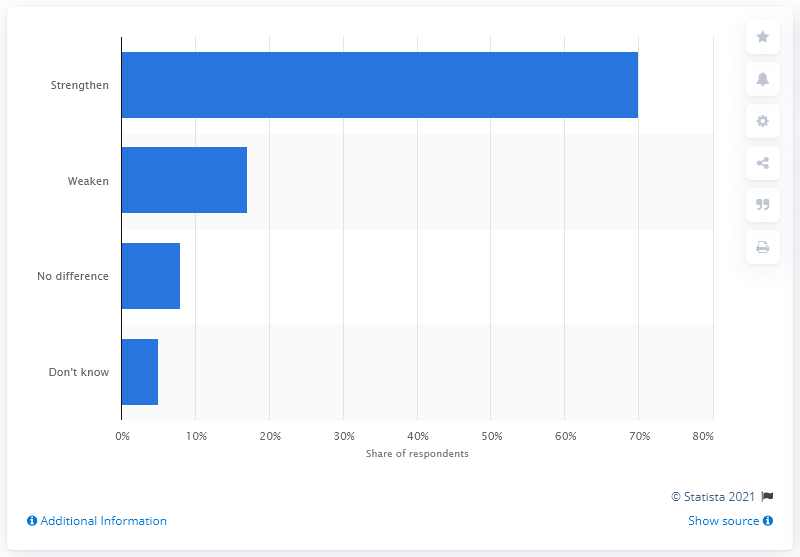 Strengthen
Weaken
No difference
Don't know
0% 10% 20% 30% 40% 50% 60% 70% 80%
Share of respondents
© Statista 2021
Additional Information
Show source